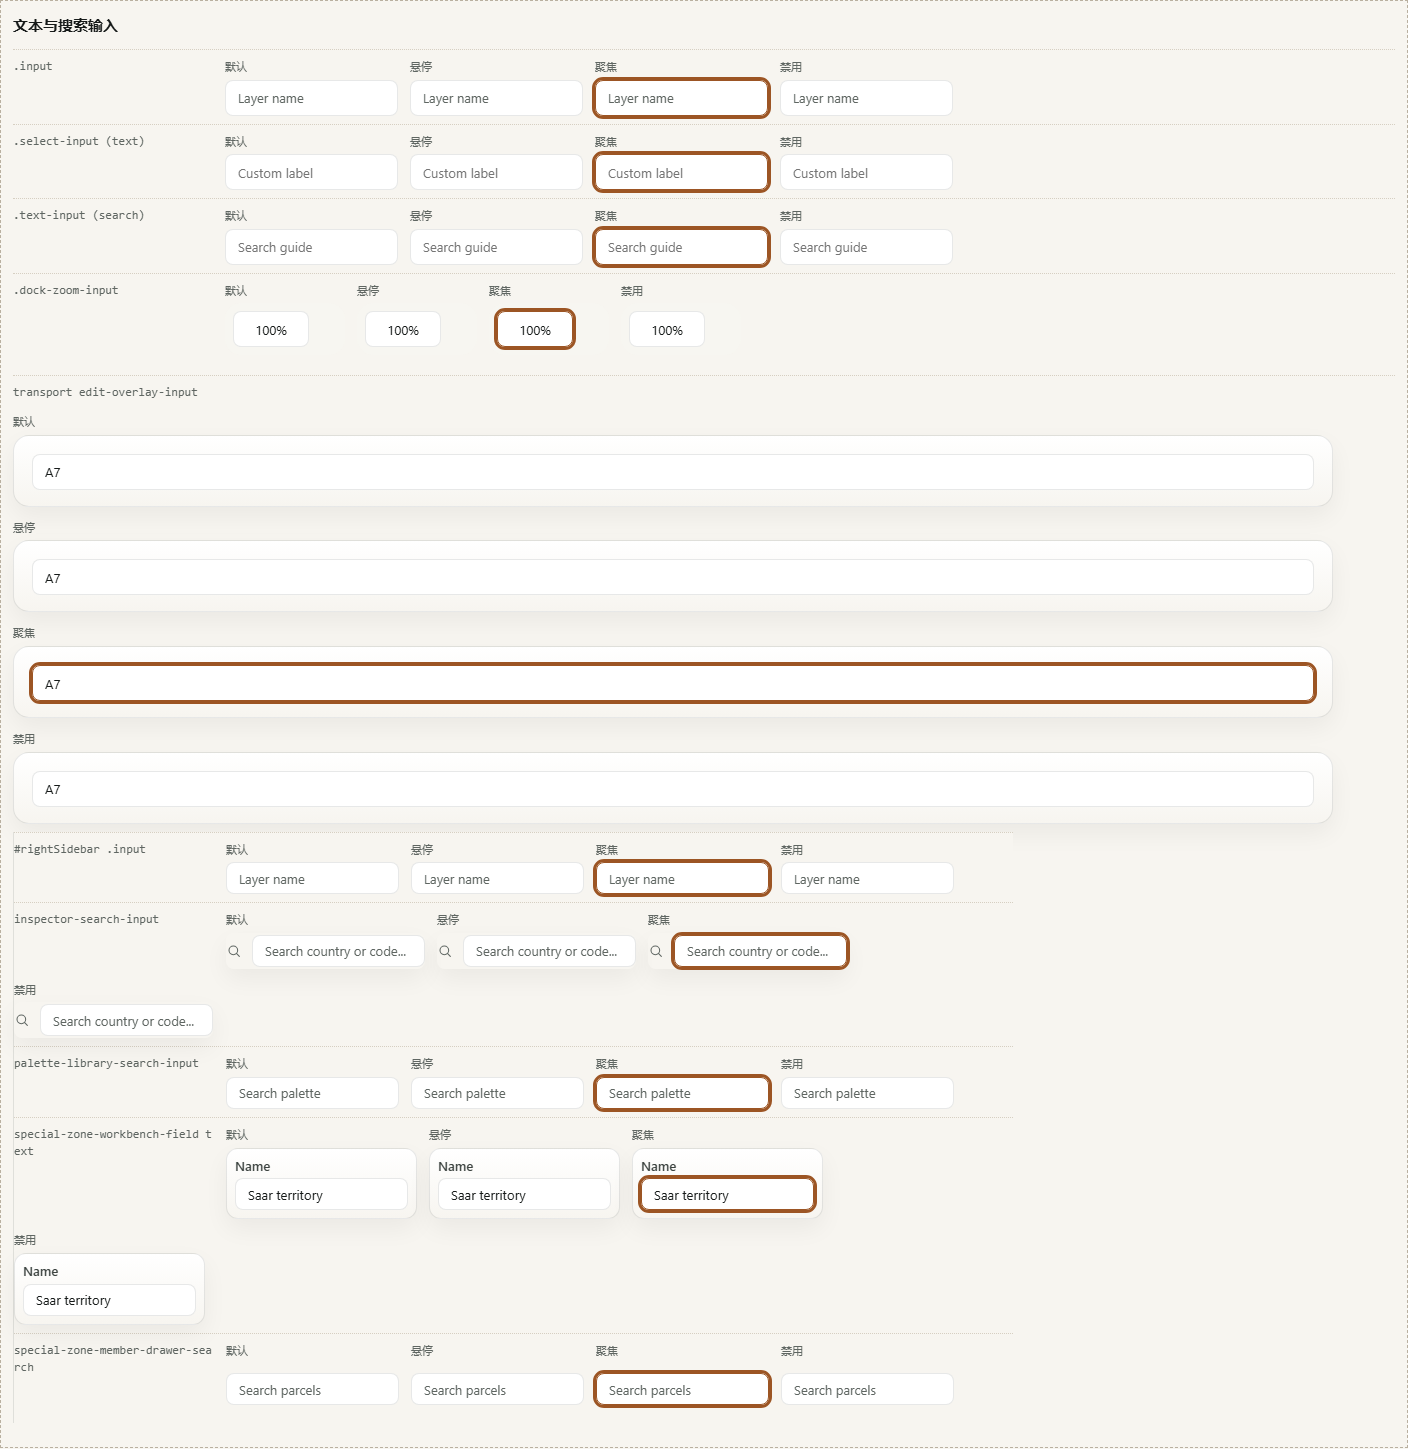 文本与搜索输入
.input
默认
悬停
聚焦
禁用
Layer name
Layer name
Layer name
Layer name
.select-input (text)
默认
悬停
聚焦
禁用
Custom label
Custom label
Custom label
Custom label
.text-input (search)
默认
悬停
聚焦
禁用
Search guide
Search guide
Search guide
Search guide
.dock-zoom-input
默认
悬停
聚焦
禁用
100%
100%
100%
100%
transport edit-overlay-input
默认
A7
悬停
A7
聚焦
A7
禁用
A7
#rightSidebar .input
默认
悬停
聚焦
禁用
Layer name
Layer name
Layer name
Layer name
inspector-search-input
默认
悬停
聚焦
Search country or code...
Search country or code...
Search country or code...
禁用
Search country or code...
palette-library-search-input
默认
悬停
聚焦
禁用
Search palette
Search palette
Search palette
Search palette
special-zone-workbench-field t
ext
默认
悬停
聚焦
Name
Name
Name
Saar territory
Saar territory
Saar territory
禁用
Name
Saar territory
special-zone-member-drawer-sea
rch
默认
悬停
聚焦
禁用
Search parcels
Search parcels
Search parcels
Search parcels